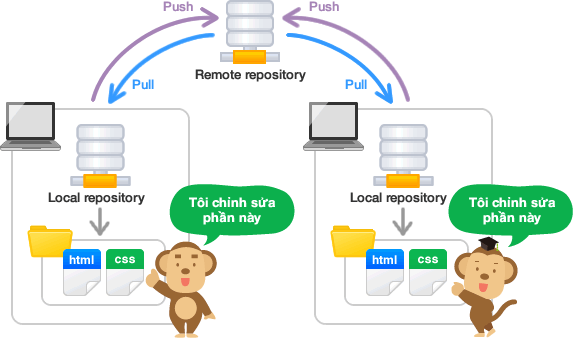 Push
Push
Pull
Pull
Remote repository
Local repository
Local repository
Tôi chỉnh sửa
phần này
Tôi chỉnh sửa
phần này
html
css
html
css